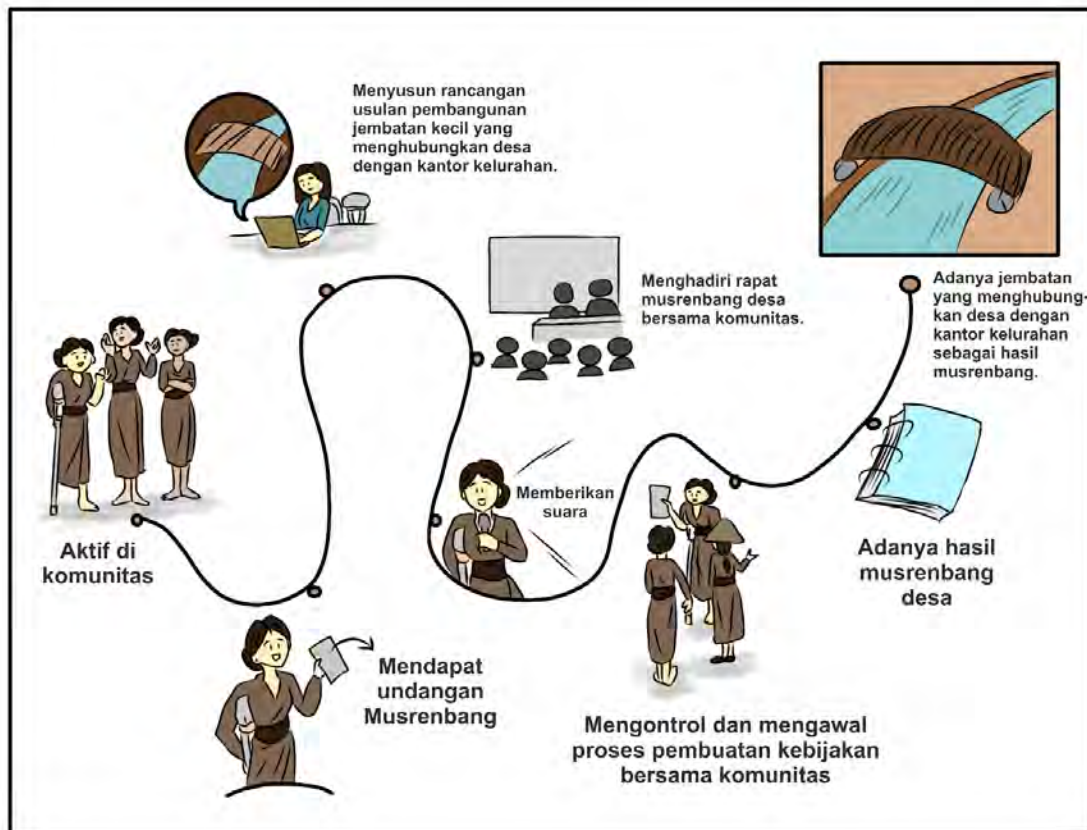 Aktif di
komunitas
Mendapat
undangan
Musrenbang
Menyusun rancangan
usulan pembangunan
jembatan kecil yang
menghubungkan desa
dengan kantor kelurahan.
Menghadiri rapat
musrenbang desa
bersama komunitas.
Memberikan
suara
Mengontrol dan mengawal
proses pembuatan kebijakan
bersama komunitas
Adanya hasil
musrenbang
desa
Adanya jembatan
yang menghubung-
kan desa dengan
kantor kelurahan
sebagai hasil
musrenbang.